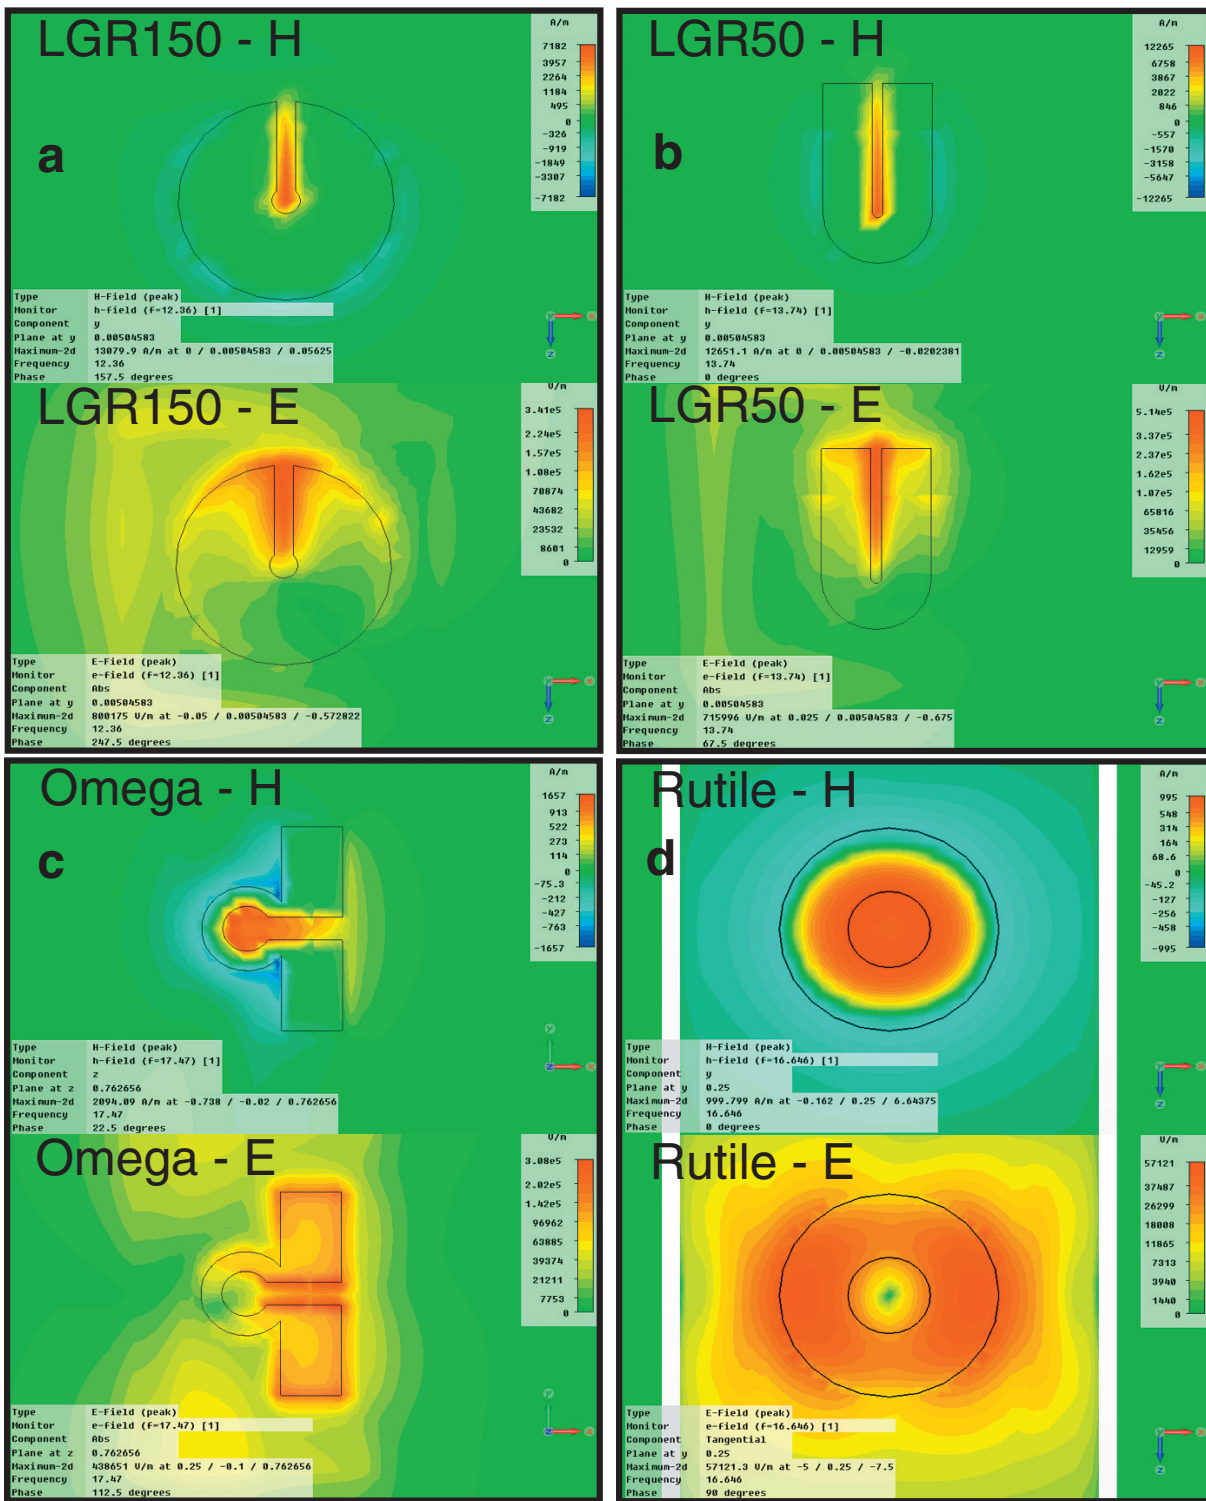 LGR150 - H
a
A/m
7182
3957
2264
1184
495
0
-326
-919
-1849
-3307
-7182
Type H-Field (peak)
Monitor h-field (f=12.36) [1]
Component y
Plane at y 0.00504583
Maximum-2d 13079.9 A/m at 0 / 0.00504583 / 0.05625
Frequency 12.36
Phase 157.5 degrees
LGR50 - H
b
A/m
12265
6758
3867
2022
846
0
-557
-1570
-3158
-5647
-12265
Type H-Field (peak)
Monitor h-field (f=13.74) [1]
Component y
Plane at y 0.00504583
Maximum-2d 12651.1 A/m at 0 / 0.00504583 / -0.0202381
Frequency 13.74
Phase 0 degrees
LGR150 - E
V/m
3.41e5
2.24e5
1.57e5
1.08e5
70874
43682
23532
8601
0
Type E-Field (peak)
Monitor e-field (f=12.36) [1]
Component Abs
Plane at y 0.00504583
Maximum-2d 800175 V/m at -0.05 / 0.00504583 / -0.572822
Frequency 12.36
Phase 247.5 degrees
LGR50 - E
V/m
5.14e5
3.37e5
2.37e5
1.62e5
1.07e5
65816
35456
12959
0
Type E-Field (peak)
Monitor e-field (f=13.74) [1]
Component Abs
Plane at y 0.00504583
Maximum-2d 715996 V/m at 0.025 / 0.00504583 / -0.675
Frequency 13.74
Phase 67.5 degrees
Omega - H
c
A/m
1657
913
522
273
114
0
-75.3
-212
-427
-763
-1657
Type H-Field (peak)
Monitor h-field (f=17.47) [1]
Component z
Plane at z 0.762656
Maximum-2d 2094.09 A/m at -0.738 / -0.02 / 0.762656
Frequency 17.47
Phase 22.5 degrees
Rutile - H
d
A/m
995
548
314
164
68.6
0
-45.2
-127
-256
-458
-995
Type H-Field (peak)
Monitor h-field (f=16.646) [1]
Component y
Plane at y 0.25
Maximum-2d 999.799 A/m at -0.162 / 0.25 / 6.64375
Frequency 16.646
Phase 0 degrees
Omega - E
V/m
3.08e5
2.02e5
1.42e5
96962
63885
39374
21211
7753
0
Type E-Field (peak)
Monitor e-field (f=17.47) [1]
Component Abs
Plane at z 0.762656
Maximum-2d 438651 V/m at 0.25 / -0.1 / 0.762656
Frequency 17.47
Phase 112.5 degrees
Rutile - E
V/m
57121
37487
26299
18008
11865
7313
3940
1440
0
Type E-Field (peak)
Monitor e-field (f=16.646) [1]
Component Tangential
Plane at y 0.25
Maximum-2d 57121.3 V/m at -5 / 0.25 / -7.5
Frequency 16.646
Phase 90 degrees